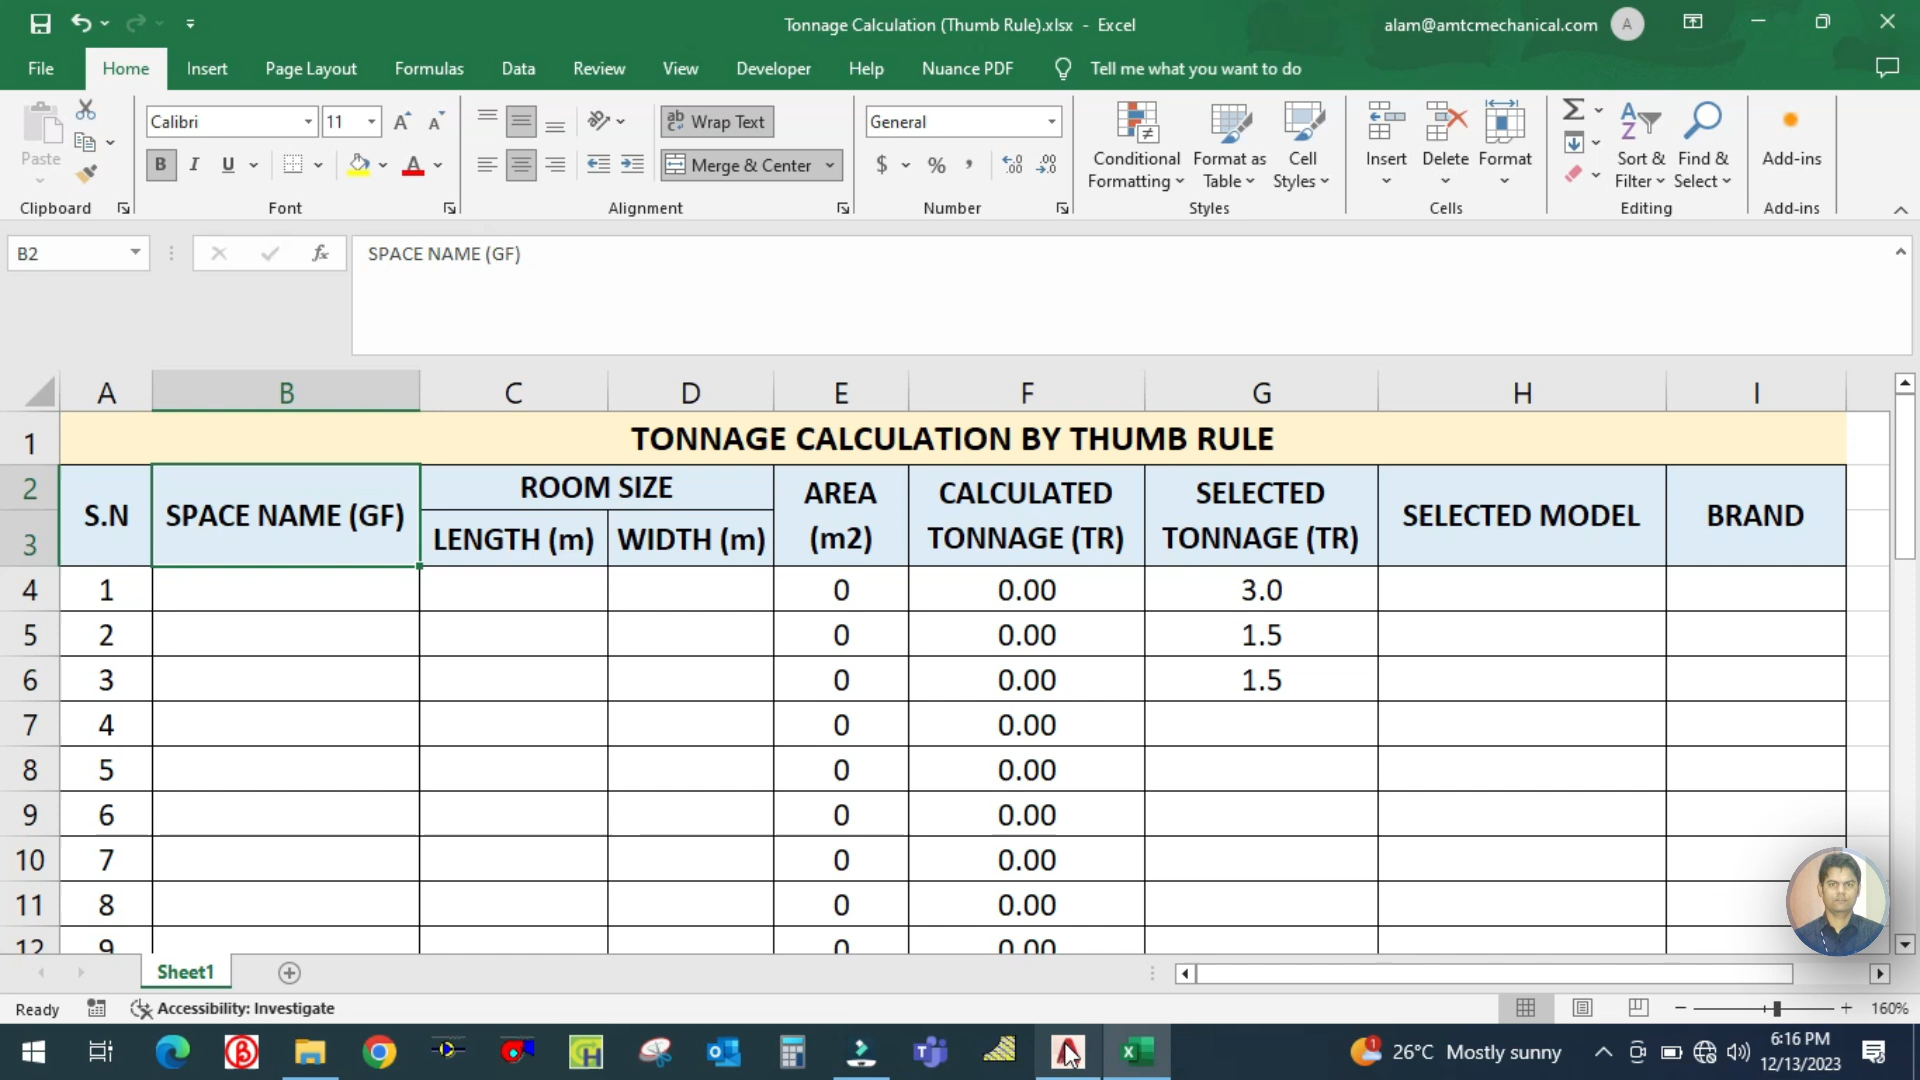 Tonnage Calculation (Thumb Rule).xlsx - Excel
alam@amtcmechanical.com
A
File Home Insert Page Layout Formulas Data Review View Developer Help Nuance PDF Tell me what you want to do
Paste
Calibri 11
B I U
ab Wrap Text
Merge & Center
General
$ % ,
Conditional Formatting
Format as Table
Cell Styles
Insert
Delete
Format
Sort & Filter
Find & Select
Add-ins
Clipboard Font Alignment Number Styles Cells Editing Add-ins
B2
fx
SPACE NAME (GF)
A B C D E F G H I
1 TONNAGE CALCULATION BY THUMB RULE
2
3
S.N
SPACE NAME (GF)
ROOM SIZE
LENGTH (m) WIDTH (m)
AREA (m2)
CALCULATED TONNAGE (TR)
SELECTED TONNAGE (TR)
SELECTED MODEL
BRAND
4 1 0 0.00 3.0
5 2 0 0.00 1.5
6 3 0 0.00 1.5
7 4 0 0.00
8 5 0 0.00
9 6 0 0.00
10 7 0 0.00
11 8 0 0.00
12 9 0 0.00
Sheet1
Ready
Accessibility: Investigate
160%
26°C Mostly sunny
6:16 PM
12/13/2023